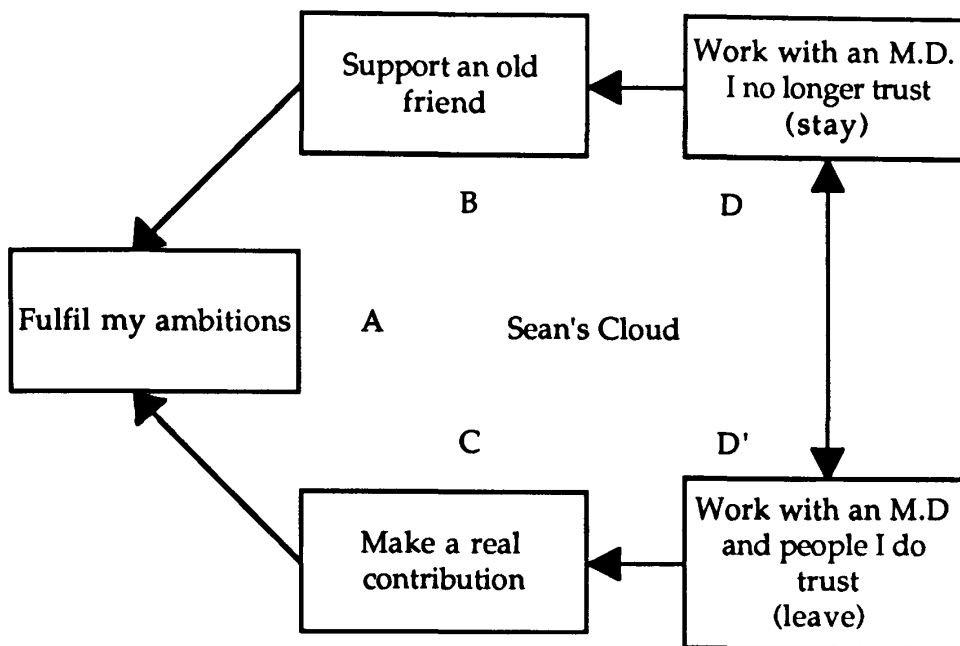 Support an old
friend
Work with an M.D.
I no longer trust
(stay)
B
D
Fulfil my ambitions
A
Sean's Cloud
C
D'
Make a real
contribution
Work with an M.D
and people I do
trust
(leave)